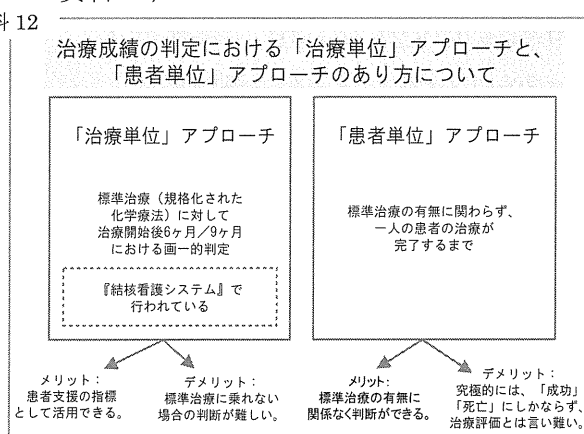 料 12
治療成績の判定における「治療単位」アプローチと、
「患者単位」アプローチのあり方について
「治療単位」アプローチ
標準治療（規格化された
化学療法）に対して
治療開始後6ヶ月／9ヶ月
における画一的判定
『結核看護システム』で
行われている
「患者単位」アプローチ
標準治療の有無に関わらず、
一人の患者の治療が
完了するまで
メリット：
患者支援の指標
として活用できる。
デメリット：
標準治療に乗れない
場合の判断が難しい。
メリット：
標準治療の有無に
関係なく判断ができる。
デメリット：
究極的には、「成功」
「死亡」にしかならず、
治療評価とは言い難い。